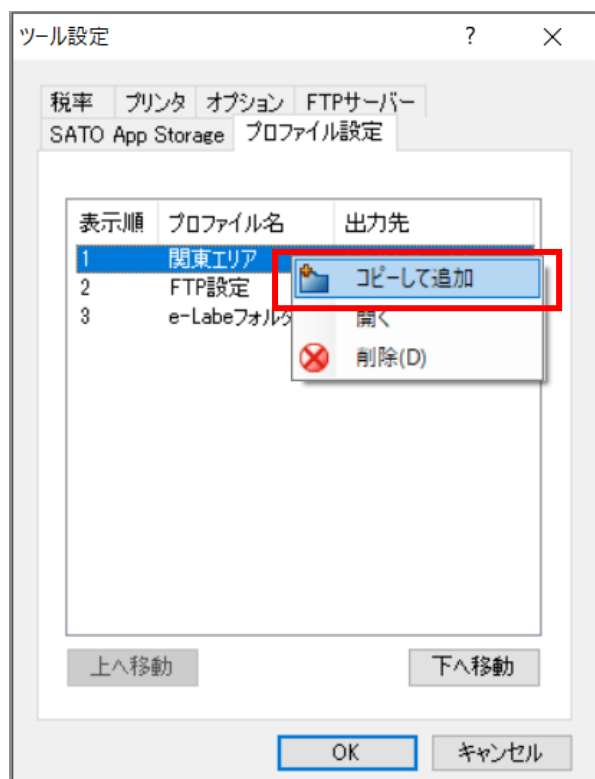 ツール設定 ?
税率 プリンタ オプション FTPサーバー
SATO App Storage プロファイル設定
表示順 プロファイル名 出力先
1 関東エリア
コピーして追加
2 FTP設定
開く
3 e-Labeフォルダ
削除(D)
上へ移動 下へ移動
OK キャンセル